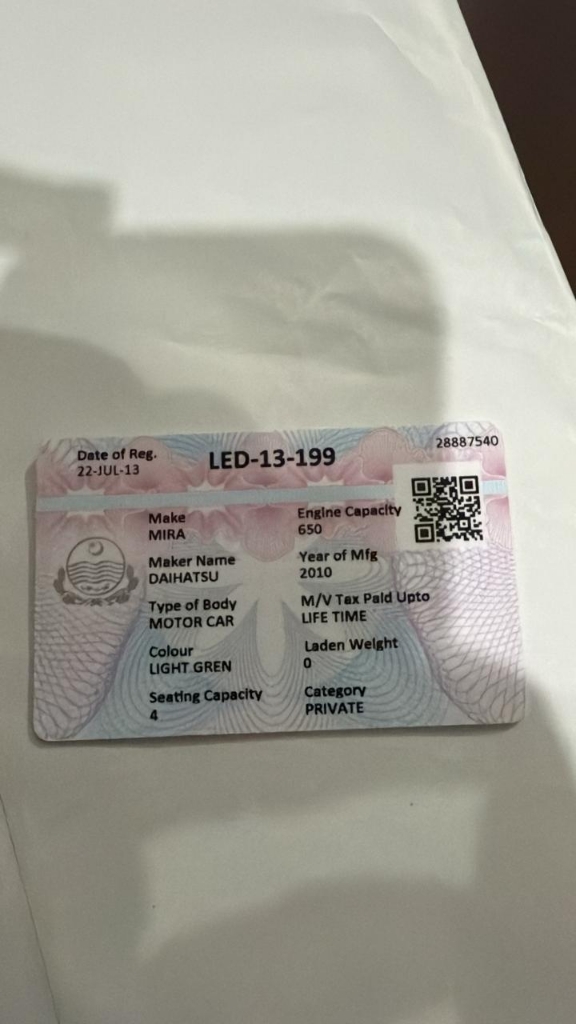 Date of Reg.
22-JUL-13
LED-13-199
28887540
Make
MIRA
Engine Capacity
650
Maker Name
DAIHATSU
Year of Mfg
2010
Type of Body
MOTOR CAR
M/V Tax Paid Upto
LIFE TIME
Colour
LIGHT GREN
Laden Weight
0
Seating Capacity
4
Category
PRIVATE